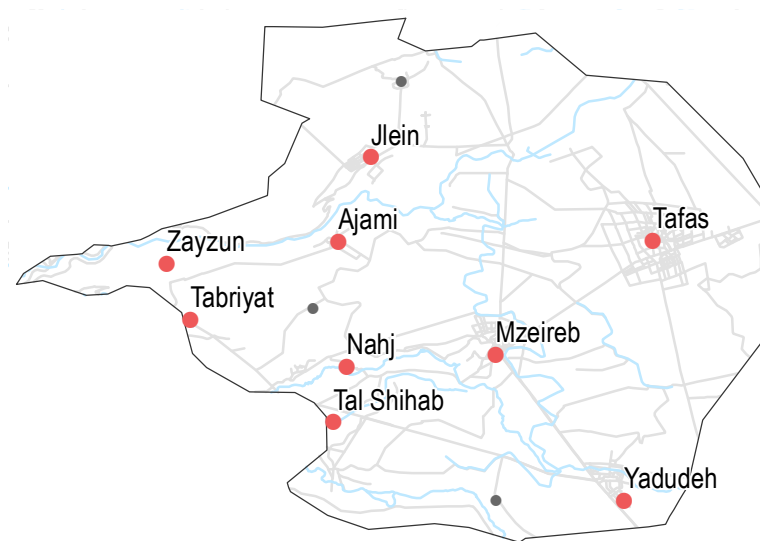 Jlein
Ajami
Tafas
Zayzun
Tabriyat
Mzeireb
Nahj
Tal Shihab
Yadudeh